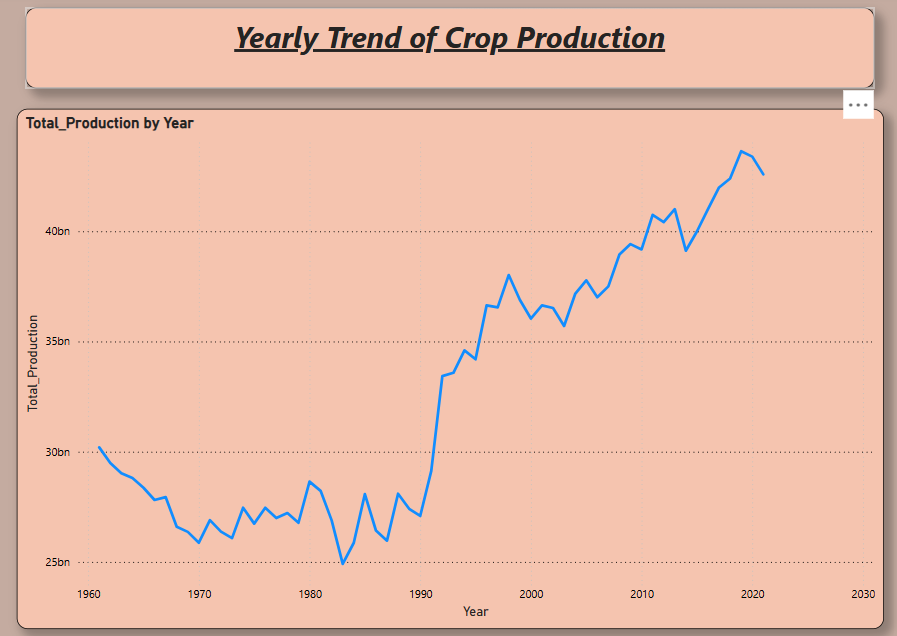 Yearly Trend of Crop Production
Total_Production by Year
40bn
35bn
30bn
25bn
Total_Production
1960 1970 1980 1990 2000 2010 2020 2030
Year